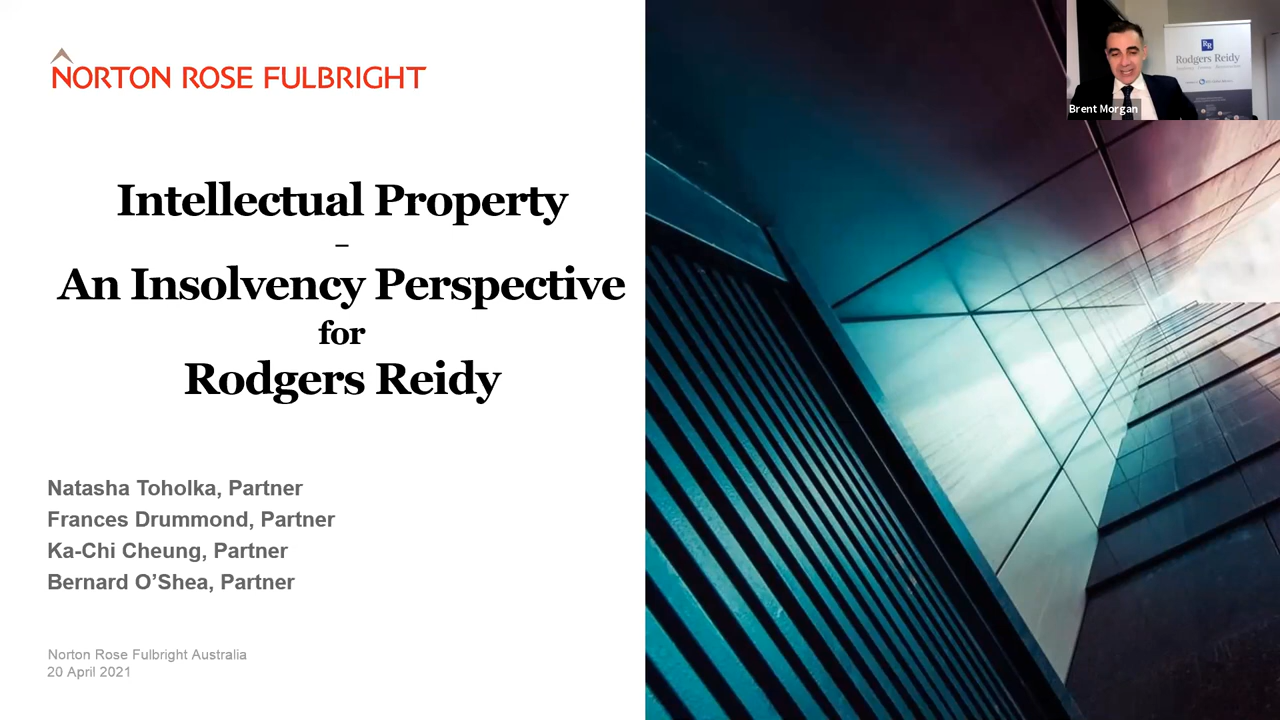 NORTON ROSE FULBRIGHT
Intellectual Property
–
An Insolvency Perspective
for
Rodgers Reidy
Natasha Toholka, Partner
Frances Drummond, Partner
Ka-Chi Cheung, Partner
Bernard O’Shea, Partner
Norton Rose Fulbright Australia
20 April 2021
RR
Rodgers Reidy
Brent Morgan